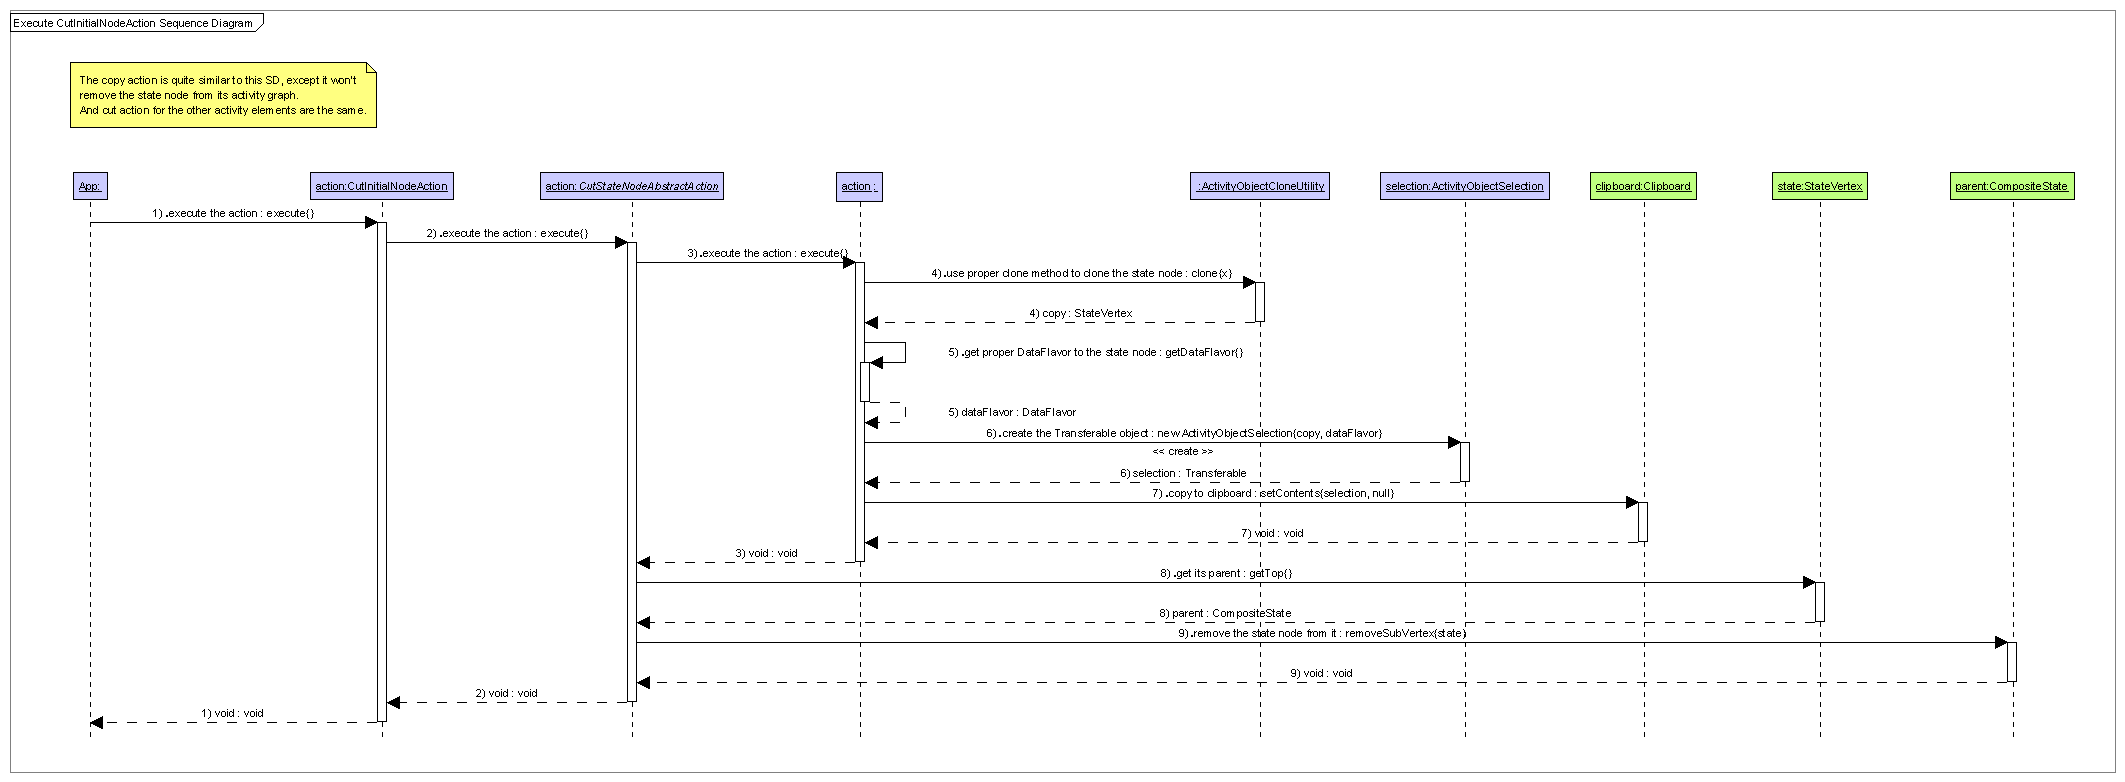 Execute CutInitialNodeAction Sequence Diagram
The copy action is quite similar to this SD, except it won't
remove the state node from its activity graph.
And cut action for the other activity elements are the same.
App:
action:CutInitialNodeAction
action: CutStateNodeAbstractAction
action :
:ActivityObjectCloneUtility
selection:ActivityObjectSelection
clipboard:Clipboard
state:StateVertex
parent:CompositeState
1) .execute the action : execute{}
2) .execute the action : execute{}
3) .execute the action : execute{}
4) .use proper clone method to clone the state node : clone{x}
4) copy : StateVertex
5) .get proper DataFlavor to the state node : getDataFlavor{}
5) dataFlavor : DataFlavor
6) .create the Transferable object : new ActivityObjectSelection{copy, dataFlavor}
<< create >>
6) selection : Transferable
7) .copy to clipboard : setContents{selection, null}
7) void : void
3) void : void
8) .get its parent : getTop{}
8) parent : CompositeState
9) .remove the state node from it : removeSubVertex{state}
9) void : void
2) void : void
1) void : void